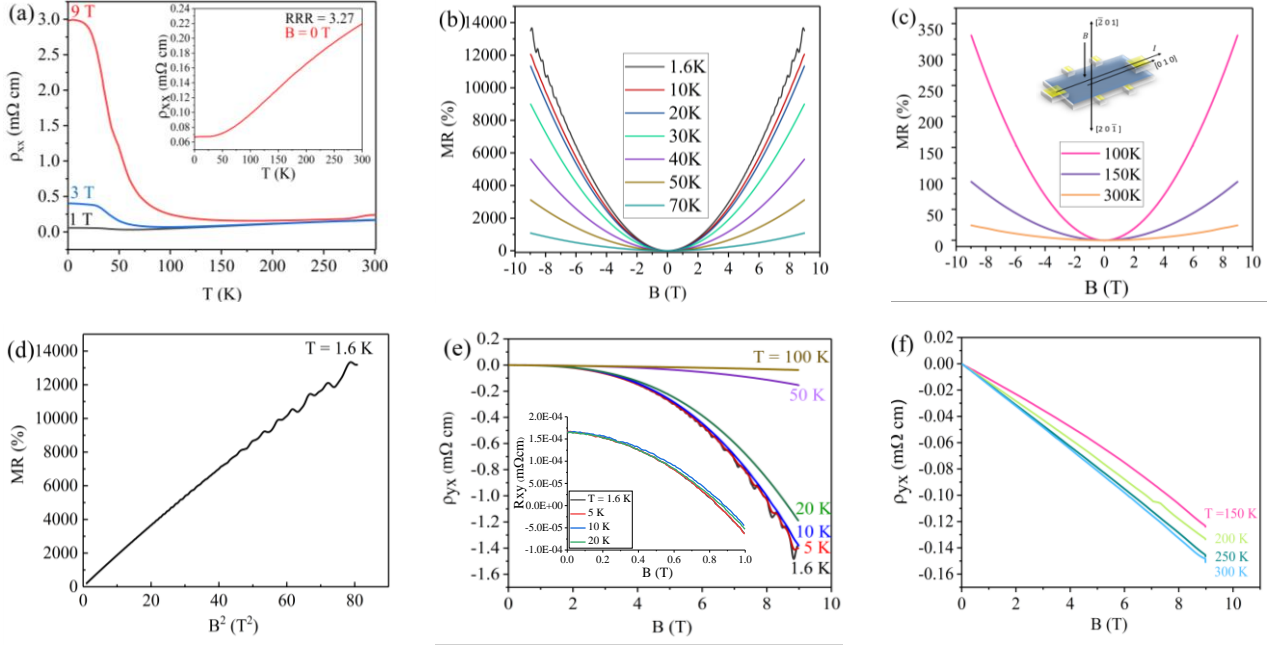 (a)
9 T
3 T
1 T
3.0
2.5
2.0
1.5
1.0
0.5
0.0
ρxx (mΩ cm)
0
50
100
150
200
250
300
T (K)
0.24
0.22
0.20
0.18
0.16
0.14
0.12
0.10
0.08
0.06
ρxx (mΩ cm)
RRR = 3.27
B = 0 T
0 50 100 150 200 250 300
T (K)
(b)
14000
12000
10000
8000
6000
4000
2000
0
MR (%)
1.6K
10K
20K
30K
40K
50K
70K
-10 -8 -6 -4 -2 0 2 4 6 8 10
B (T)
(c)
350
300
250
200
150
100
50
0
MR (%)
[2̅ 0 1]
B
I
[0 1 0]
[2 0 1̅]
100K
150K
300K
-10 -8 -6 -4 -2 0 2 4 6 8 10
B (T)
(d)
T = 1.6 K
14000
12000
10000
8000
6000
4000
2000
0
MR (%)
0 20 40 60 80
B² (T²)
(e)
0.2
0.0
-0.2
-0.4
-0.6
-0.8
-1.0
-1.2
-1.4
-1.6
ρyx (mΩ cm)
T = 100 K
50 K
20 K
10 K
5 K
1.6 K
2.0E-04
1.5E-04
1.0E-04
5.0E-05
0.0E+00
-5.0E-05
-1.0E-04
Rxy (mΩcm)
T = 1.6 K
5 K
10 K
20 K
0.0 0.2 0.4 0.6 0.8 1.0
B (T)
0 2 4 6 8 10
B (T)
(f)
0.02
0.00
-0.02
-0.04
-0.06
-0.08
-0.10
-0.12
-0.14
-0.16
ρyx (mΩ cm)
T =150 K
200 K
250 K
300 K
0 2 4 6 8 10
B (T)